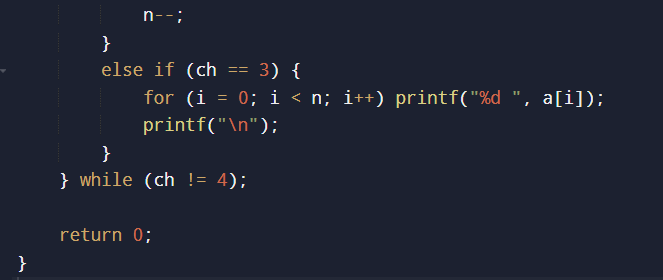 n--;
}
else if (ch == 3) {
for (i = 0; i < n; i++) printf("%d ", a[i]);
printf("\n");
}
} while (ch != 4);
return 0;
}